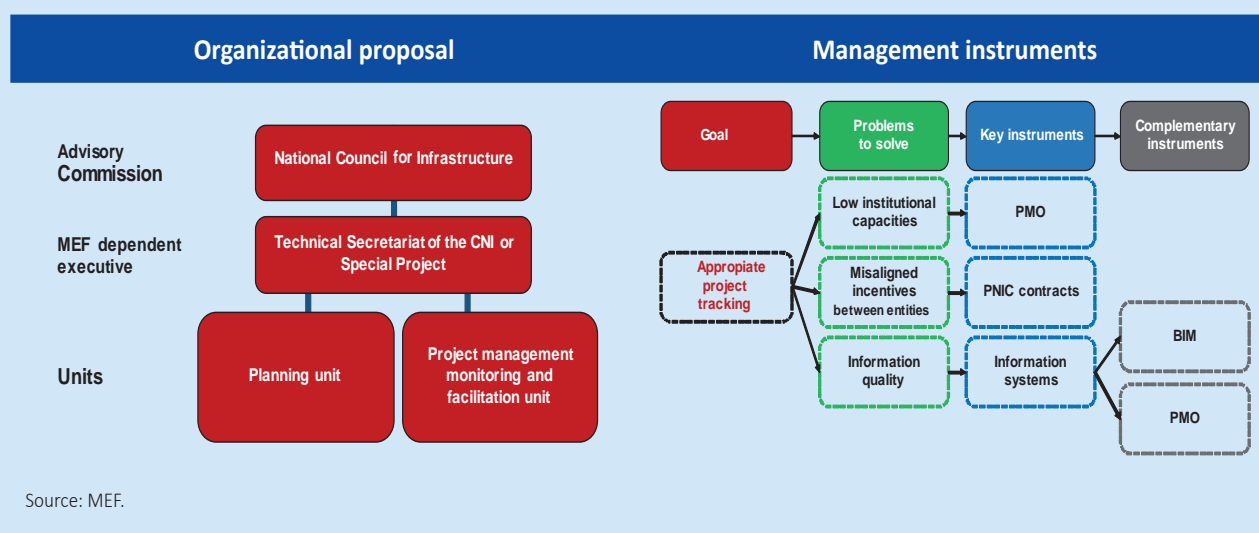 Organizational proposal
Advisory
Commission
National Council for Infrastructure
MEF dependent
executive
Technical Secretariat of the CNI or
Special Project
Units
Planning unit
Project management
monitoring and
facilitation unit
Management instruments
Goal
Problems
to solve
Key instruments
Complementary
instruments
Appropiate
project
tracking
Low institutional
capacities
PMO
Misaligned
incentives
between entities
PNIC contracts
Information
quality
Information
systems
BIM
PMO
Source: MEF.